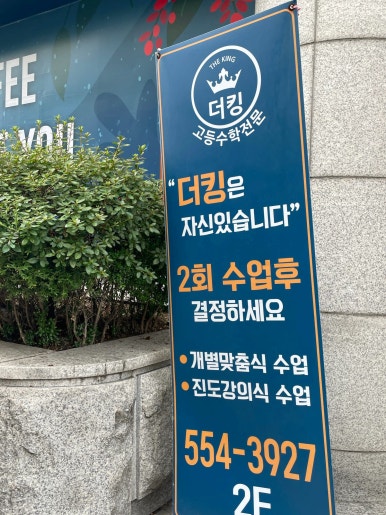 FEE
YOU
THE KING
더킹
고등수학전문
“더킹은
자신있습니다”
2회 수업후
결정하세요
• 개별맞춤식 수업
• 진도강의식 수업
554-3927
2F